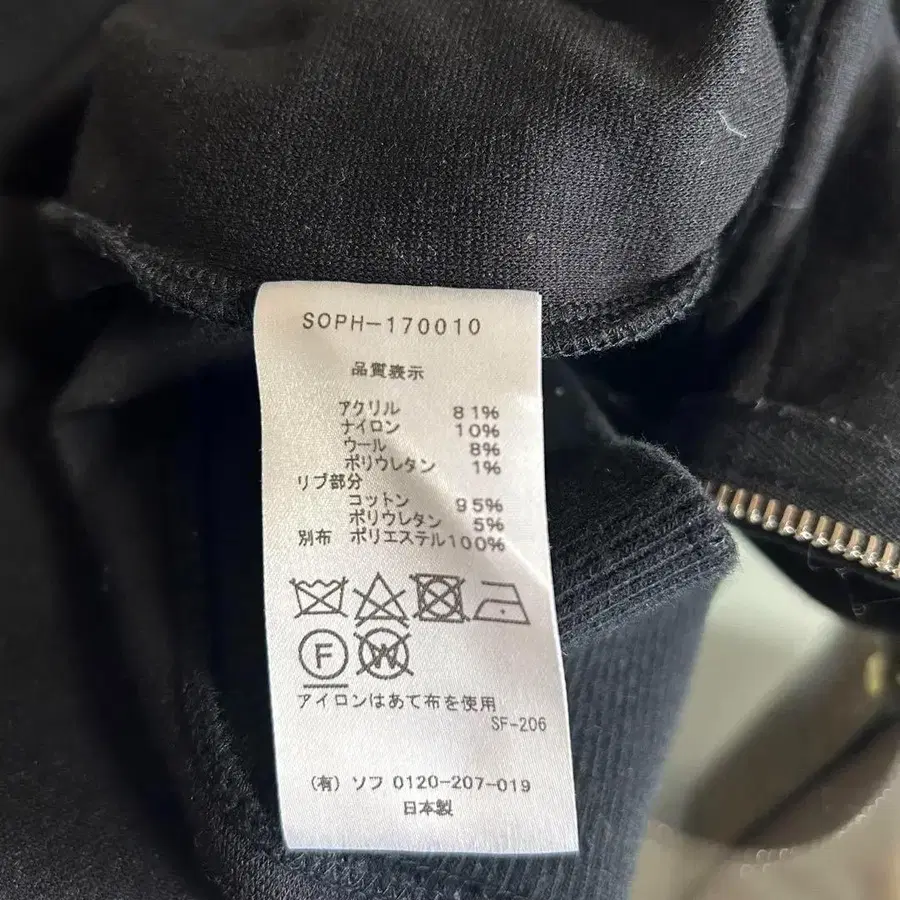 SOPH-170010
品質表示
アクリル 81%
ナイロン 10%
ウール 8%
ポリウレタン 1%
リブ部分
コットン 95%
ポリウレタン 5%
別布 ポリエステル100%
F W
アイロンはあて布を使用
SF-206
(有) ソフ 0120-207-019
日本製